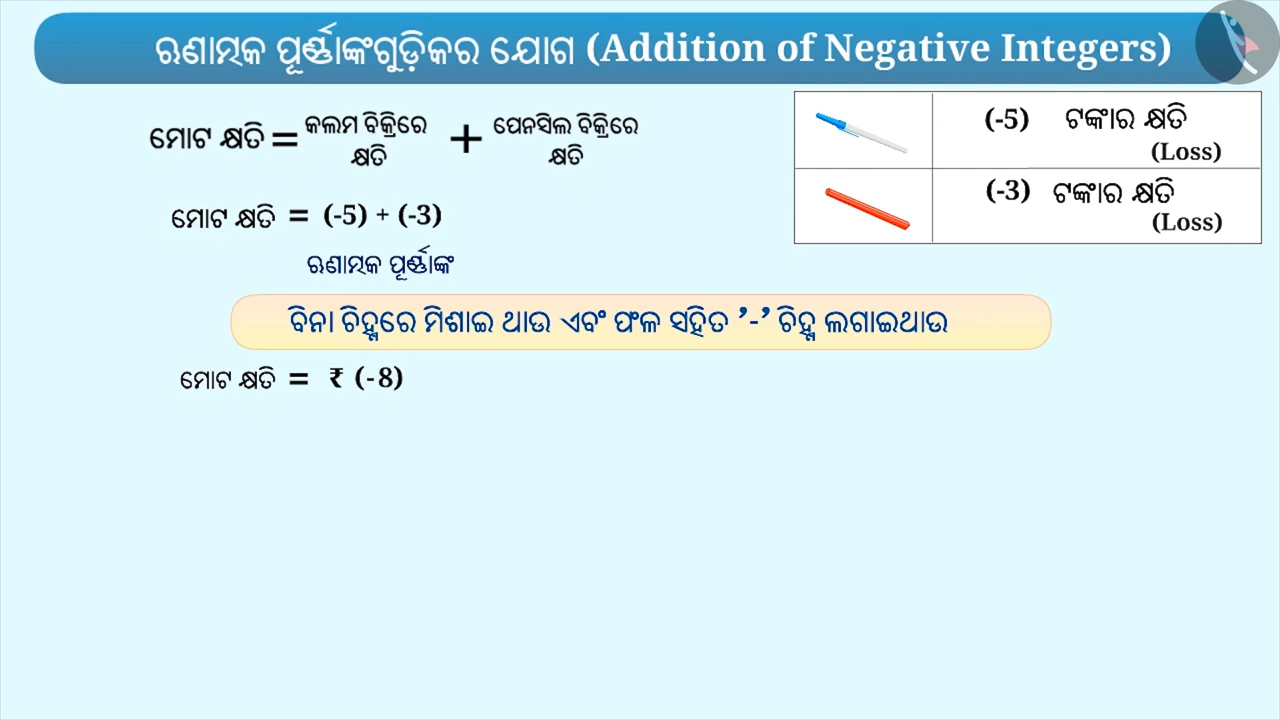 ଋଣାତ୍ମକ ପୂର୍ଣ୍ଣାଙ୍କଗୁଡ଼ିକର ଯୋଗ (Addition of Negative Integers)
ମୋଟ କ୍ଷତି = କଲମ ବିକ୍ରିରେ କ୍ଷତି + ପେନସିଲ ବିକ୍ରିରେ କ୍ଷତି
(-5) ଟଙ୍କାର କ୍ଷତି
(Loss)
(-3) ଟଙ୍କାର କ୍ଷତି
(Loss)
ମୋଟ କ୍ଷତି = (-5) + (-3)
ଋଣାତ୍ମକ ପୂର୍ଣ୍ଣାଙ୍କ
ବିନା ଚିହ୍ନରେ ମିଶାଇ ଥାଉ ଏବଂ ଫଳ ସହିତ ’-’ ଚିହ୍ନ ଲଗାଇଥାଉ
ମୋଟ କ୍ଷତି = ₹ (-8)